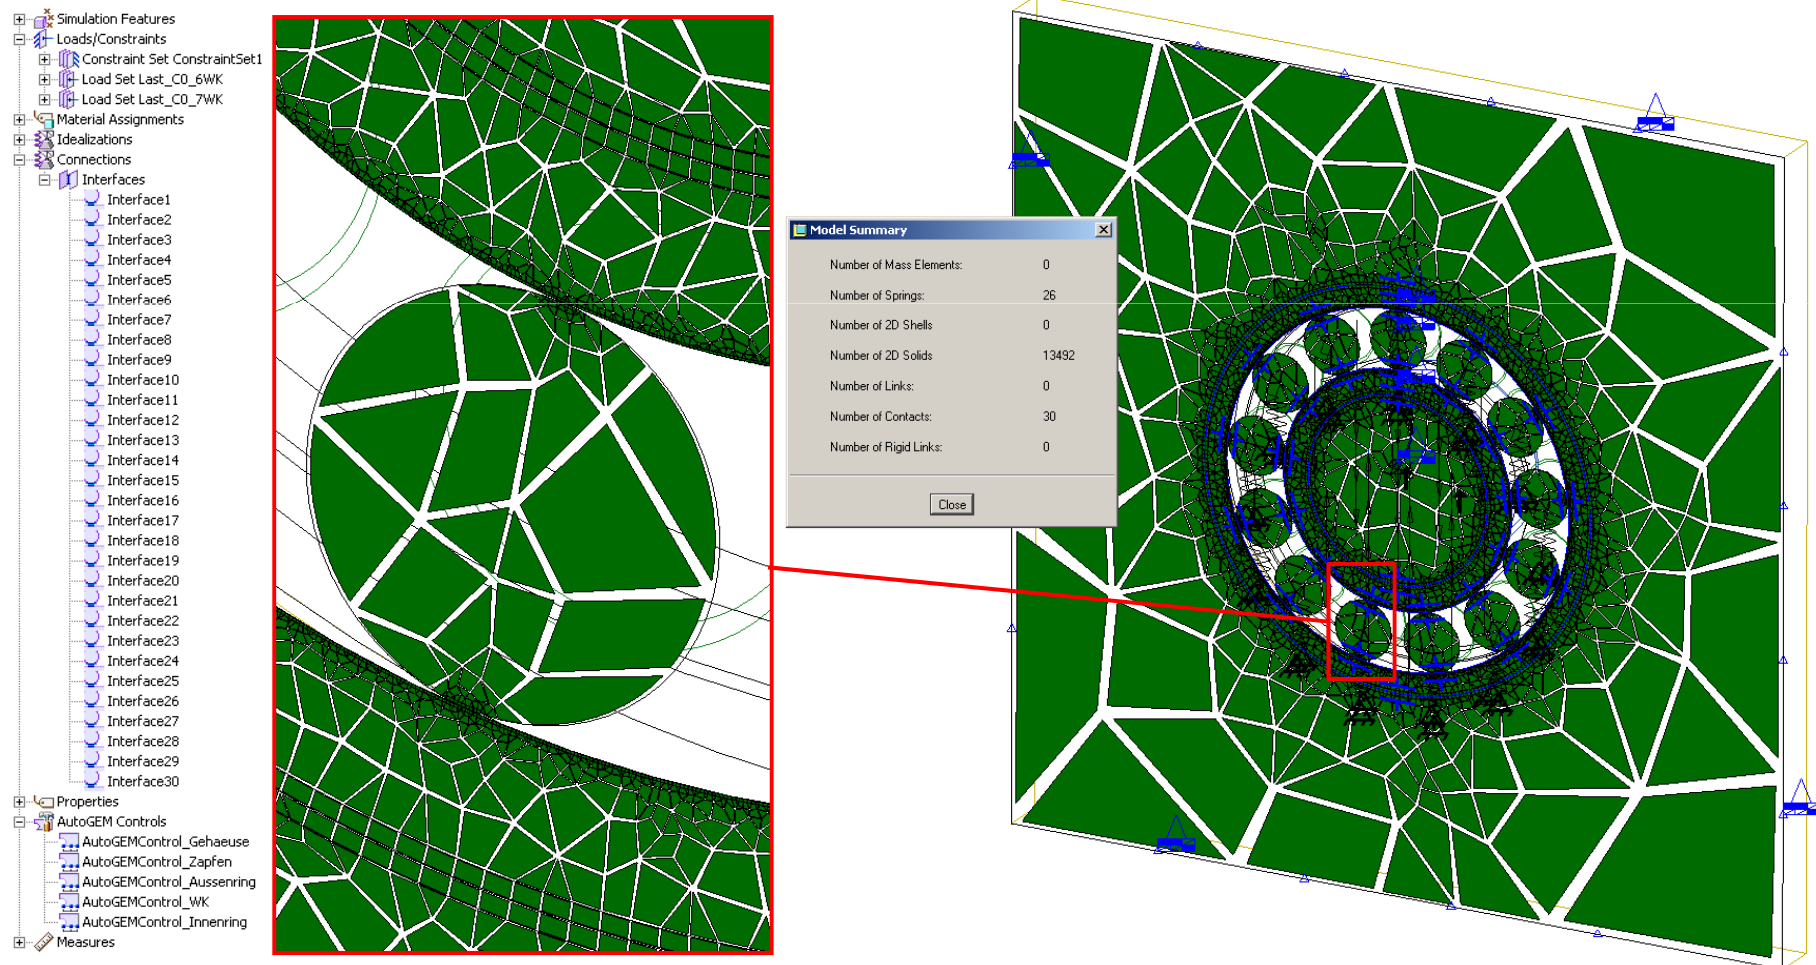 Simulation Features
Loads/Constraints
Constraint Set ConstraintSet1
Load Set Last_C0_6WK
Load Set Last_C0_7WK
Material Assignments
Idealizations
Connections
Interfaces
Interface1
Interface2
Interface3
Interface4
Interface5
Interface6
Interface7
Interface8
Interface9
Interface10
Interface11
Interface12
Interface13
Interface14
Interface15
Interface16
Interface17
Interface18
Interface19
Interface20
Interface21
Interface22
Interface23
Interface24
Interface25
Interface26
Interface27
Interface28
Interface29
Interface30
Properties
AutoGEM Controls
AutoGEMControl_Gehaeuse
AutoGEMControl_Zapfen
AutoGEMControl_Aussenring
AutoGEMControl_WK
AutoGEMControl_Innenring
Measures
Model Summary
Number of Mass Elements: 0
Number of Springs: 26
Number of 2D Shells 0
Number of 2D Solids 13492
Number of Links: 0
Number of Contacts: 30
Number of Rigid Links: 0
Close